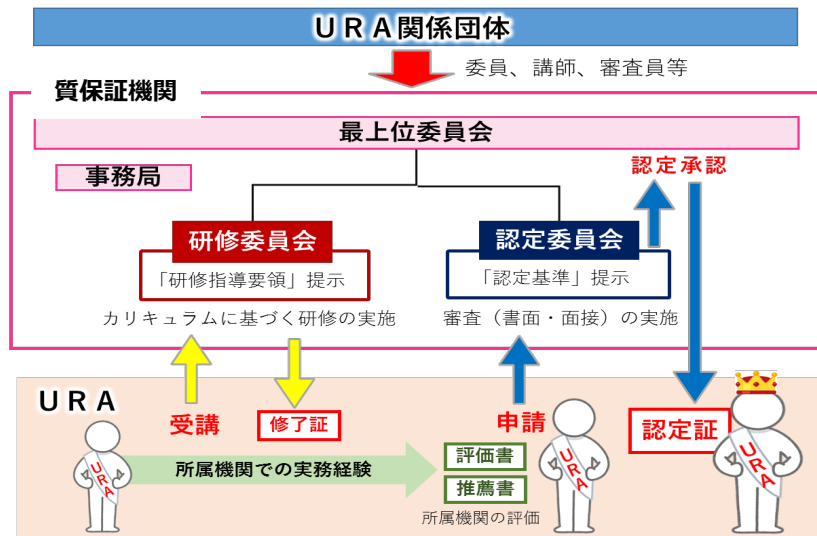 URA関係団体
委員、講師、審査員等
質保証機関
最上位委員会
事務局
認定承認
研修委員会
「研修指導要領」提示
カリキュラムに基づく研修の実施
認定委員会
「認定基準」提示
審査（書面・面接）の実施
URA
受講
修了証
申請
認定証
所属機関での実務経験
評価書
推薦書
所属機関の評価
URA
URA
URA